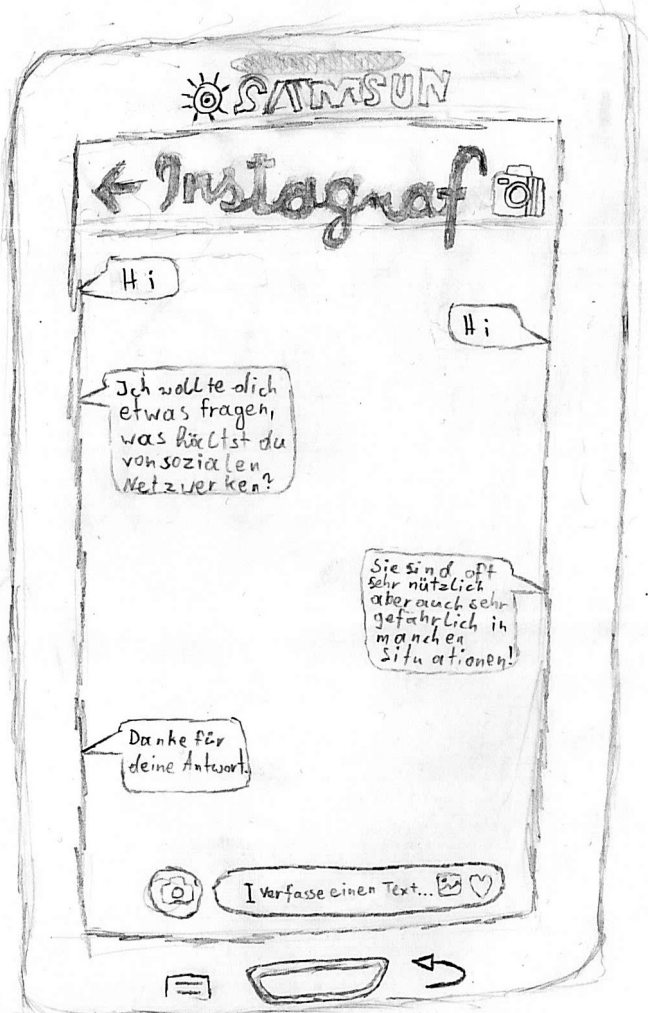 SAMSUN
Instagraf
Hi
Hi
Ich wollte dich
etwas fragen,
was hältst du
von sozialen
Netzwerken?
Sie sind oft
sehr nützlich
aber auch sehr
gefährlich in
manchen
Situationen!
Danke für
deine Antwort.
I Verfasse einen Text...